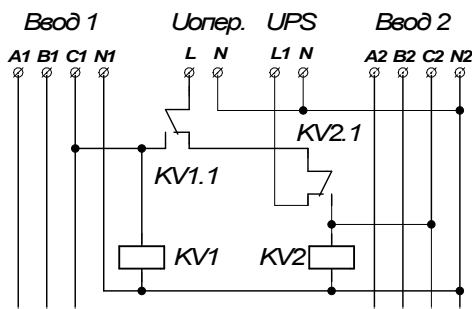 Ввод 1 Uопер. UPS Ввод 2
A1 B1 C1 N1 L N L1 N A2 B2 C2 N2
KV2.1
KV1.1
KV1 KV2